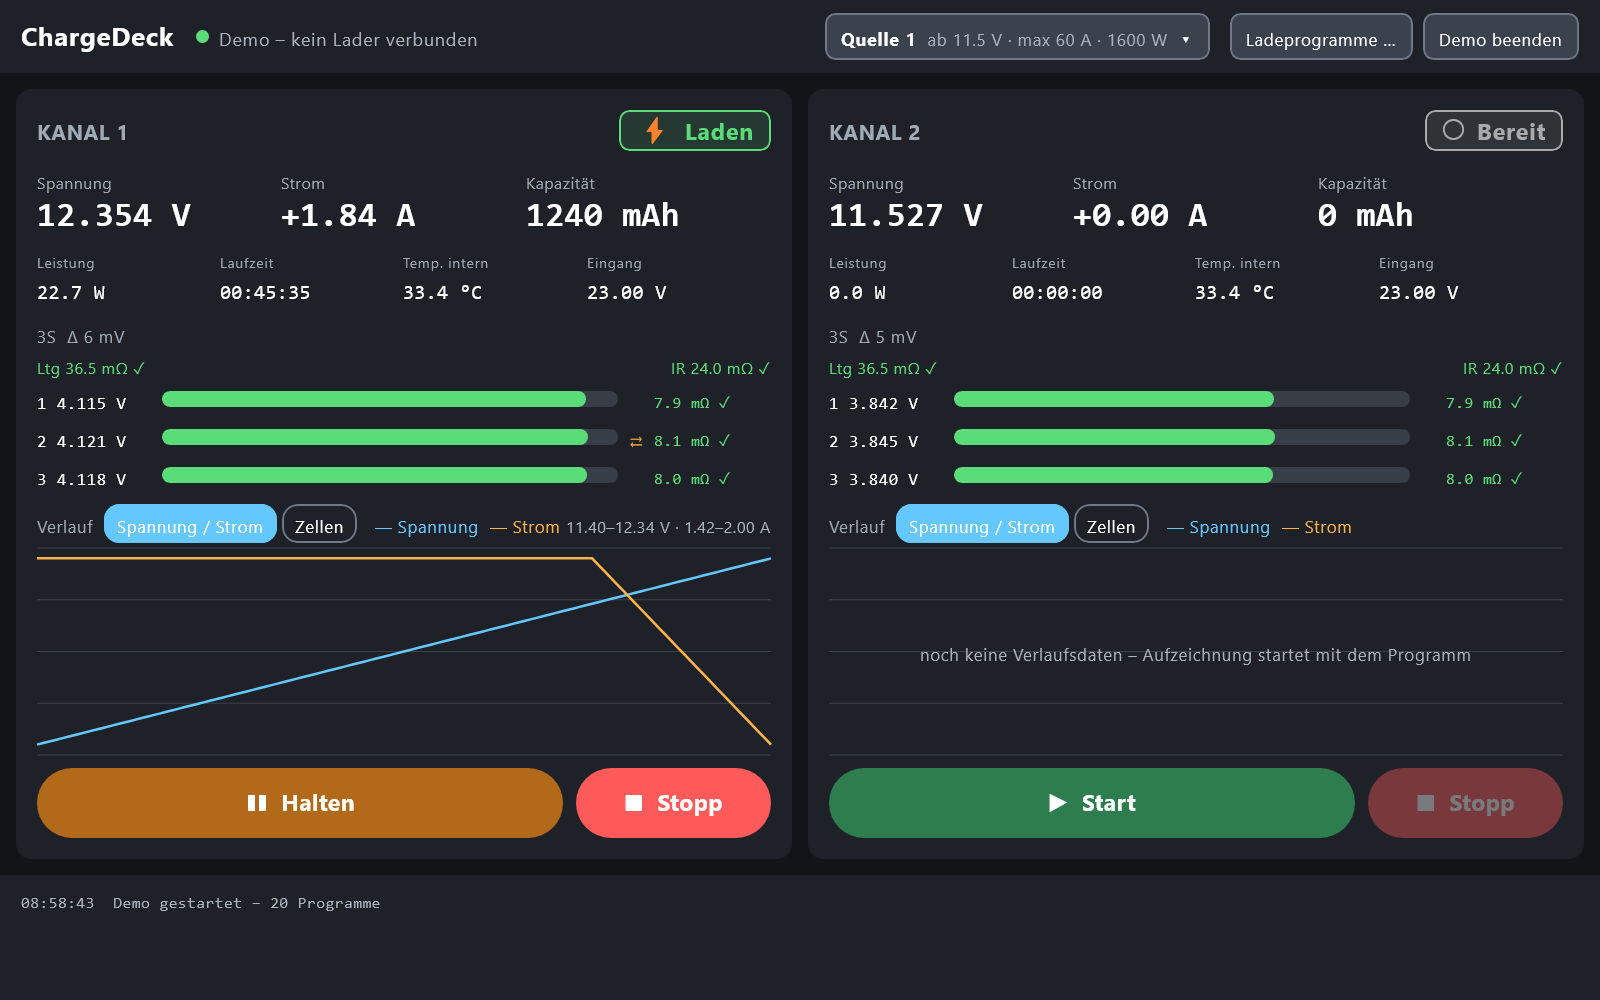 ChargeDeck Demo – kein Lader verbunden Quelle 1 ab 11.5 V · max 60 A · 1600 W ▼ Ladeprogramme ... Demo beenden
KANAL 1 Laden
Spannung Strom Kapazität
12.354 V +1.84 A 1240 mAh
Leistung Laufzeit Temp. intern Eingang
22.7 W 00:45:35 33.4 °C 23.00 V
3S Δ 6 mV
Ltg 36.5 mΩ ✓ IR 24.0 mΩ ✓
1 4.115 V 7.9 mΩ ✓
2 4.121 V ⇄ 8.1 mΩ ✓
3 4.118 V 8.0 mΩ ✓
Verlauf Spannung / Strom Zellen — Spannung — Strom 11.40–12.34 V · 1.42–2.00 A
Halten Stopp
KANAL 2 Bereit
Spannung Strom Kapazität
11.527 V +0.00 A 0 mAh
Leistung Laufzeit Temp. intern Eingang
0.0 W 00:00:00 33.4 °C 23.00 V
3S Δ 5 mV
Ltg 36.5 mΩ ✓ IR 24.0 mΩ ✓
1 3.842 V 7.9 mΩ ✓
2 3.845 V 8.1 mΩ ✓
3 3.840 V 8.0 mΩ ✓
Verlauf Spannung / Strom Zellen — Spannung — Strom
noch keine Verlaufsdaten – Aufzeichnung startet mit dem Programm
Start Stopp
08:58:43 Demo gestartet – 20 Programme